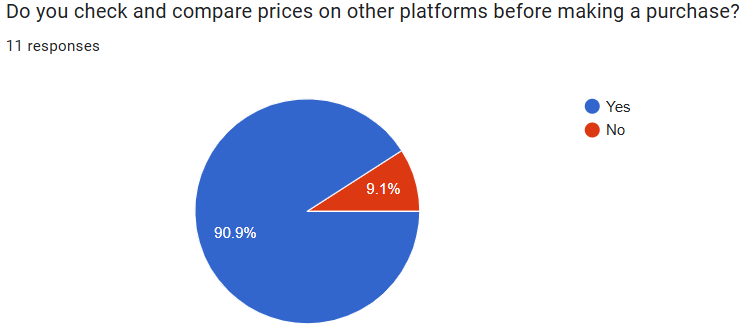 Do you check and compare prices on other platforms before making a purchase?
11 responses
Yes
No
9.1%
90.9%